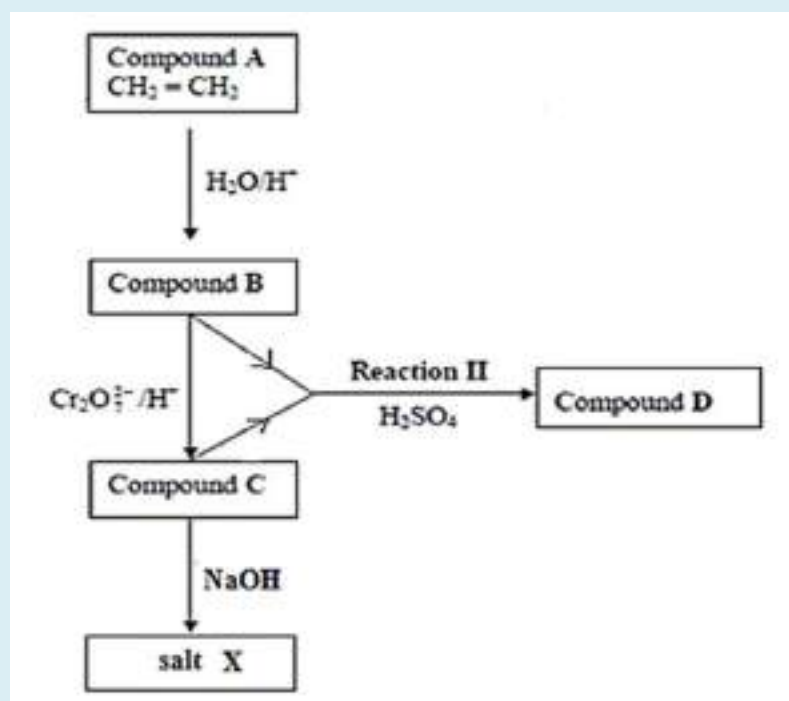 Compound A
CH₂ = CH₂
H₂O/H⁺
Compound B
Reaction II
Cr₂O₇²⁻/H⁺
H₂SO₄
Compound D
Compound C
NaOH
salt X